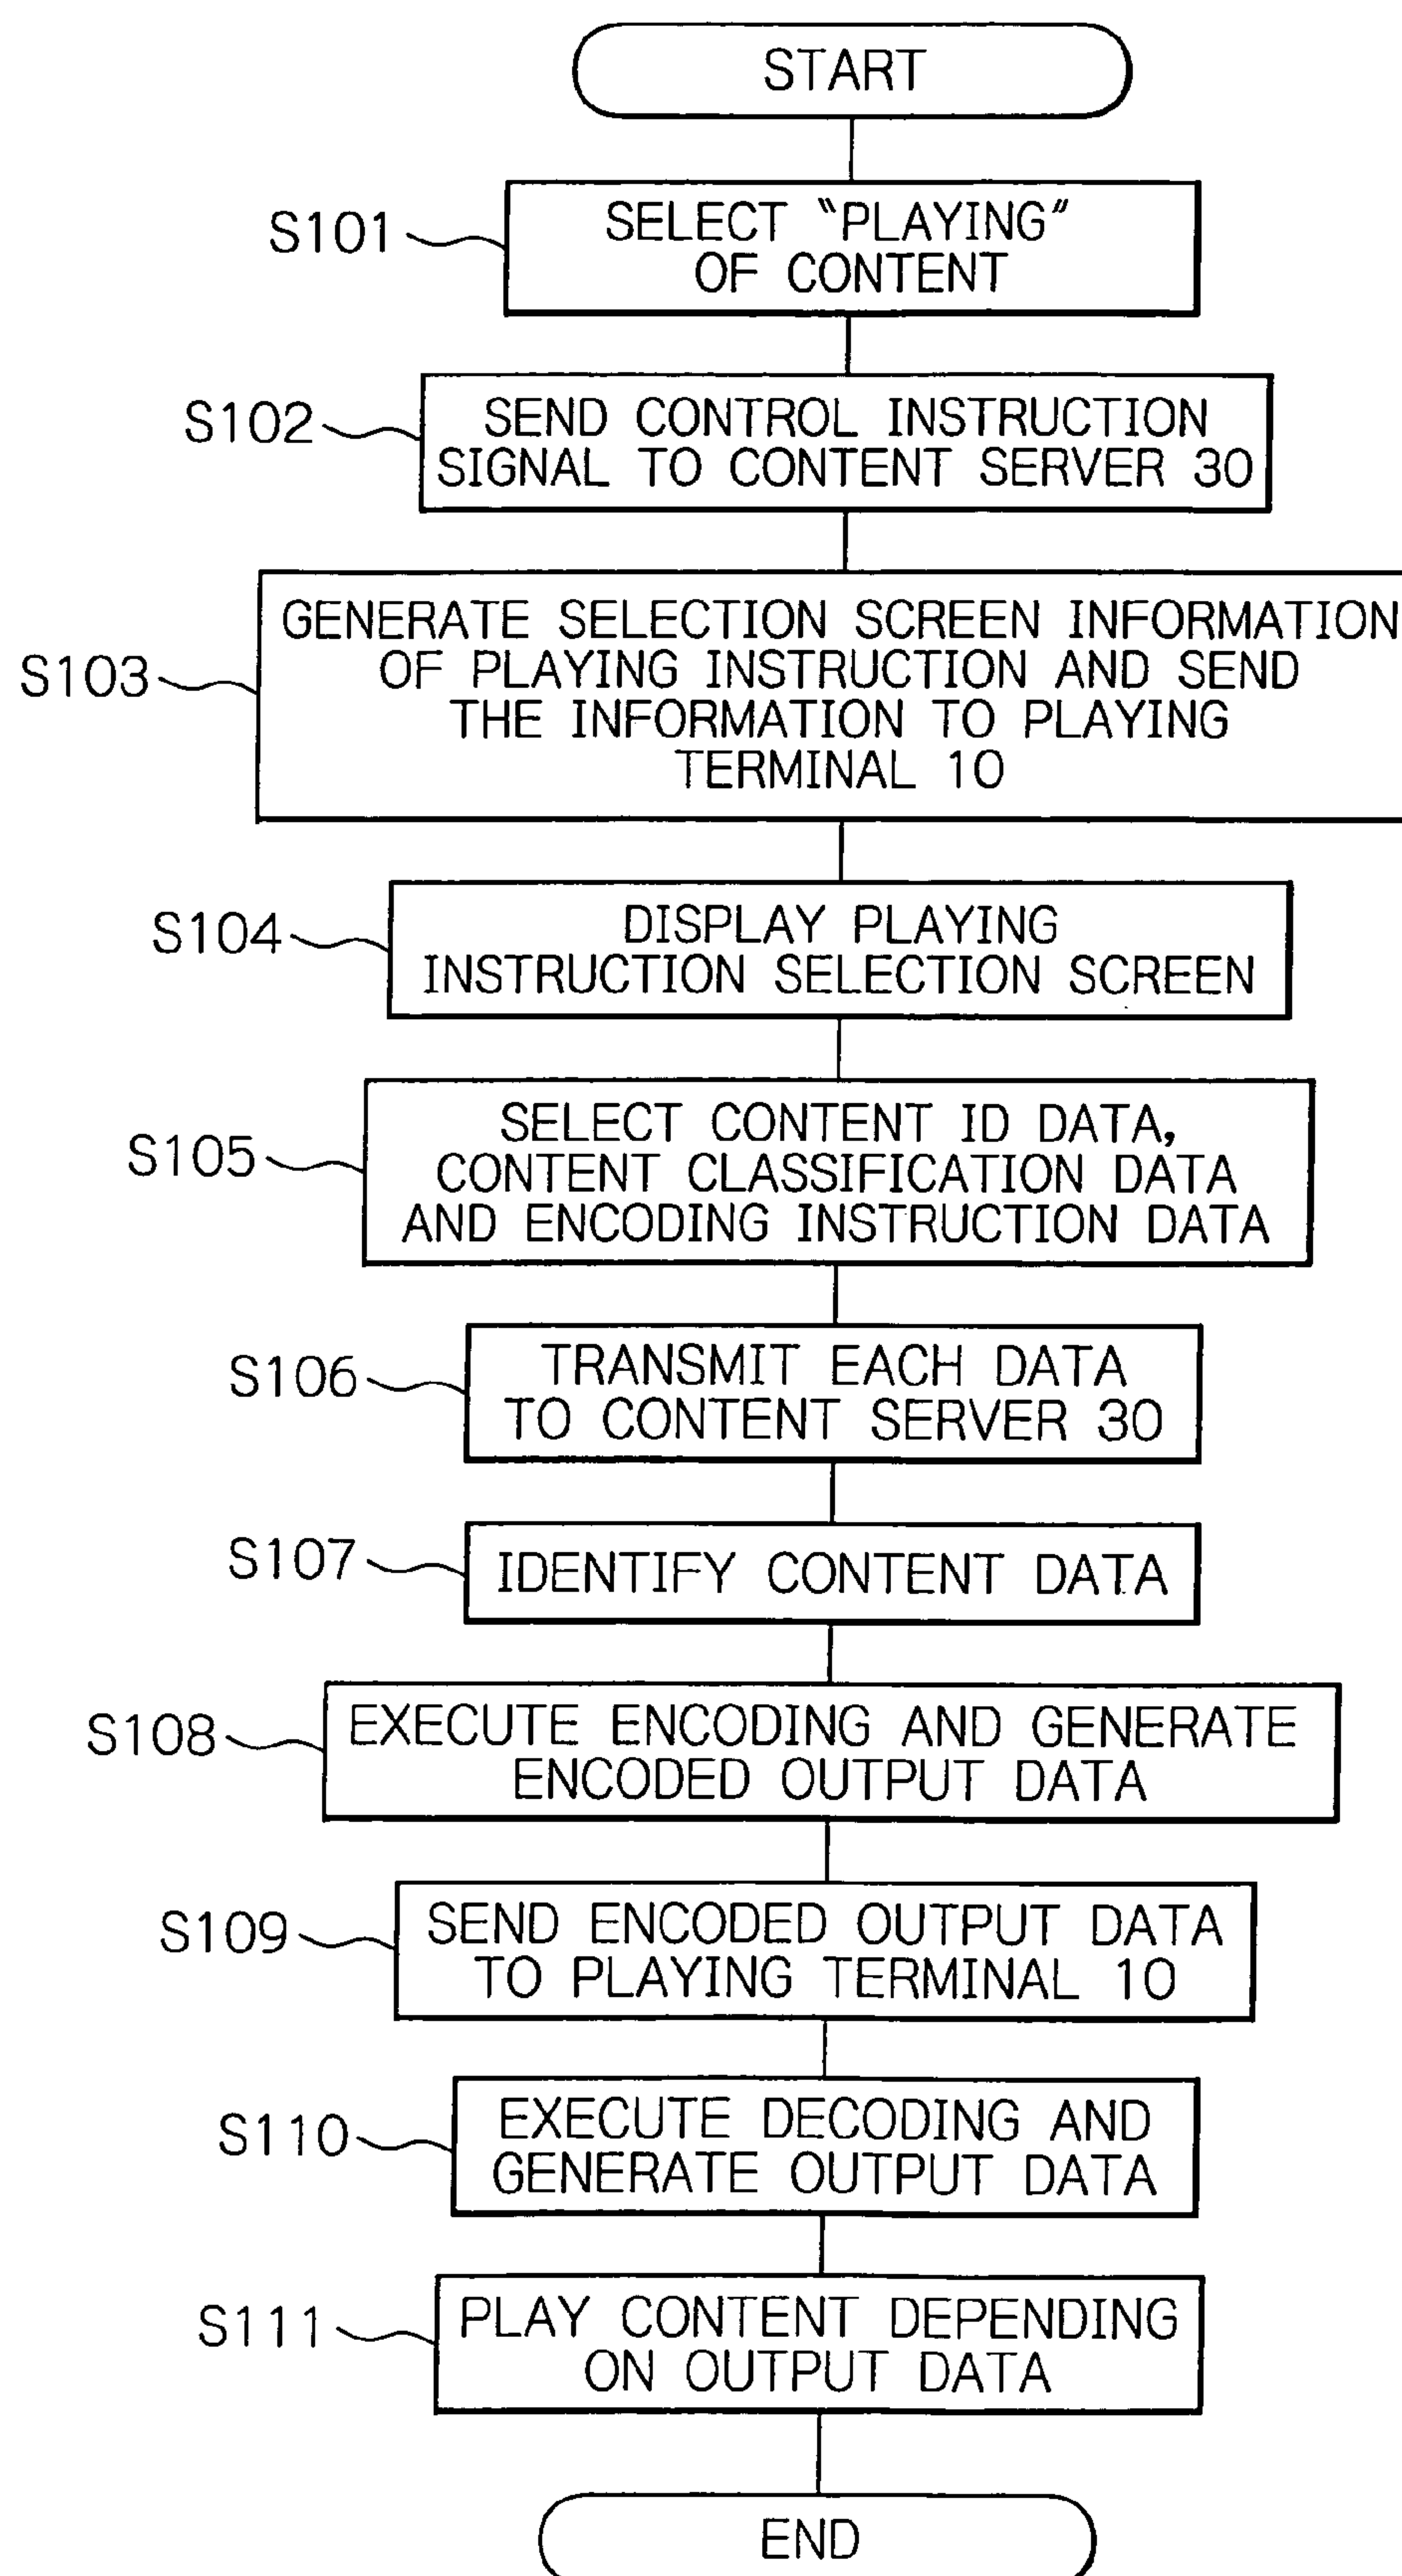 START
S101
SELECT "PLAYING"
OF CONTENT
S102
SEND CONTROL INSTRUCTION
SIGNAL TO CONTENT SERVER 30
S103
GENERATE SELECTION SCREEN INFORMATION
OF PLAYING INSTRUCTION AND SEND
THE INFORMATION TO PLAYING
TERMINAL 10
S104
DISPLAY PLAYING
INSTRUCTION SELECTION SCREEN
S105
SELECT CONTENT ID DATA,
CONTENT CLASSIFICATION DATA
AND ENCODING INSTRUCTION DATA
S106
TRANSMIT EACH DATA
TO CONTENT SERVER 30
S107
IDENTIFY CONTENT DATA
S108
EXECUTE ENCODING AND GENERATE
ENCODED OUTPUT DATA
S109
SEND ENCODED OUTPUT DATA
TO PLAYING TERMINAL 10
S110
EXECUTE DECODING AND
GENERATE OUTPUT DATA
S111
PLAY CONTENT DEPENDING
ON OUTPUT DATA
END